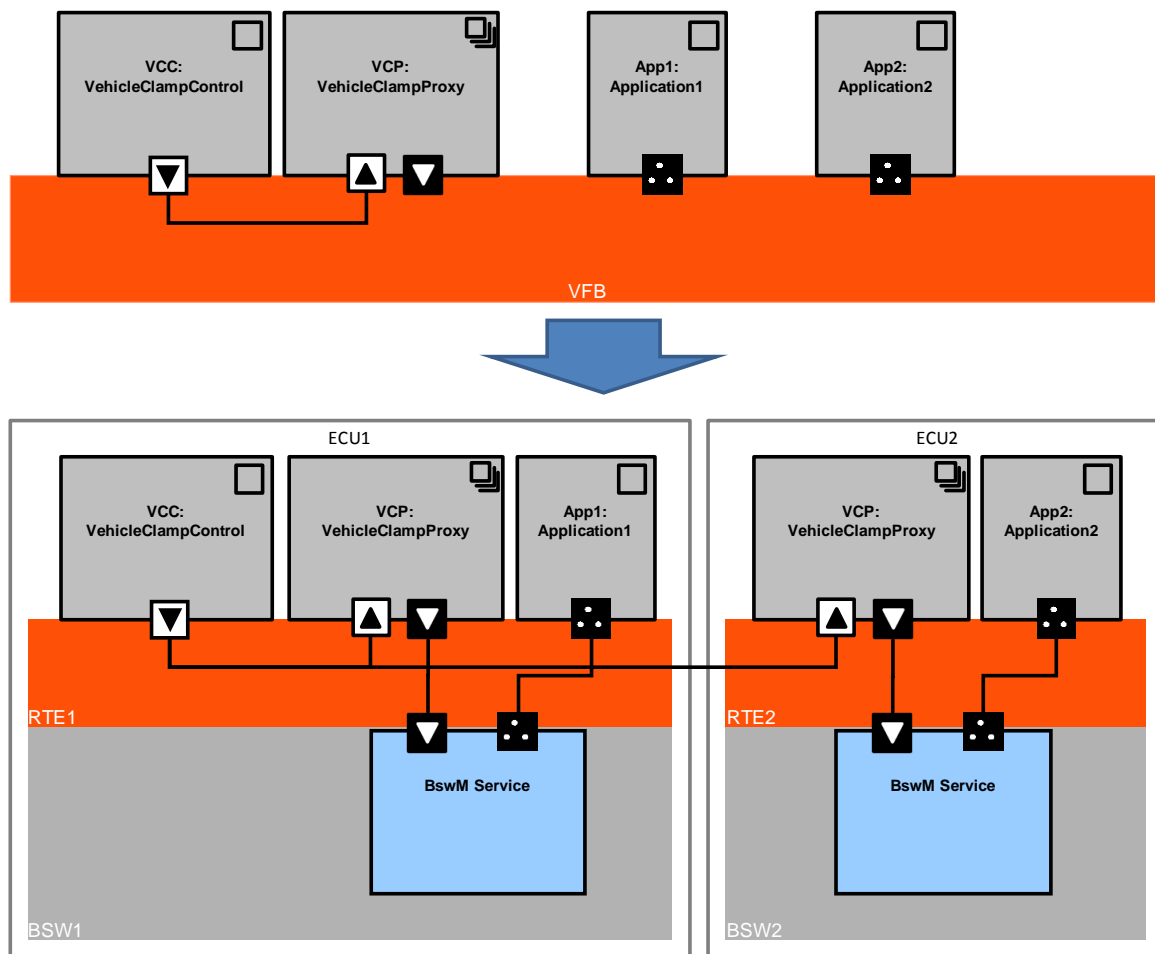 VCC:
VehicleClampControl
VCP:
VehicleClampProxy
App1:
Application1
App2:
Application2
VFB
ECU1
ECU2
VCC:
VehicleClampControl
VCP:
VehicleClampProxy
App1:
Application1
VCP:
VehicleClampProxy
App2:
Application2
RTE1
RTE2
BswM Service
BswM Service
BSW1
BSW2